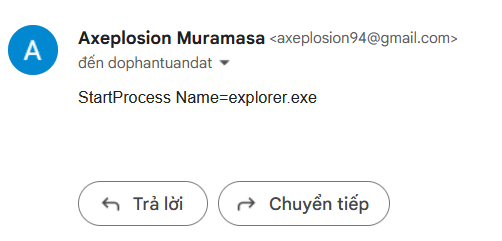 A
Axeplosion Muramasa <axeplosion94@gmail.com>
đến dophantuandat
StartProcess Name=explorer.exe
Trả lời Chuyển tiếp